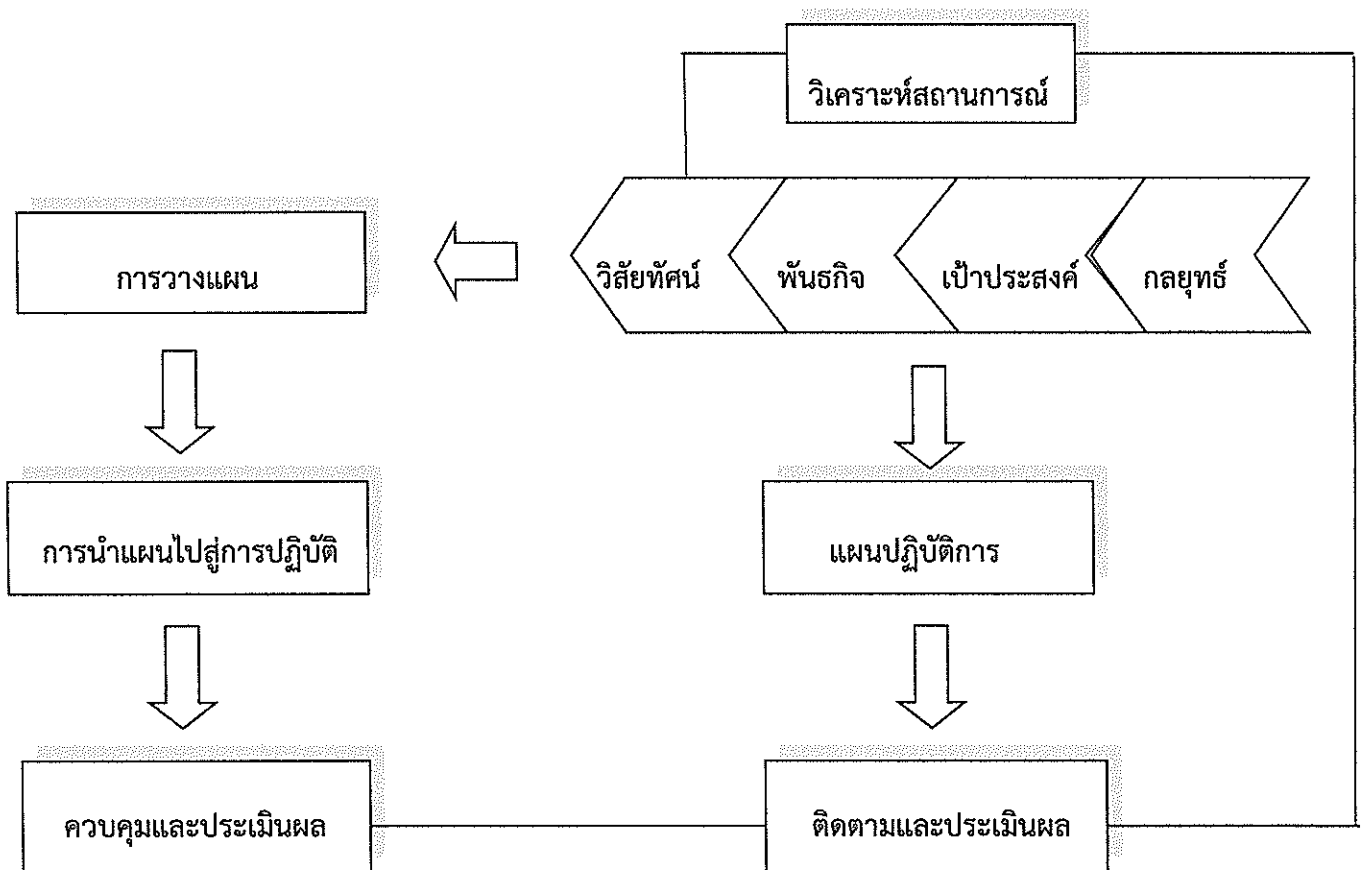 วิเคราะห์สถานการณ์
การวางแผน
วิสัยทัศน์
พันธกิจ
เป้าประสงค์
กลยุทธ์
การนำแผนไปสู่การปฏิบัติ
แผนปฏิบัติการ
ควบคุมและประเมินผล
ติดตามและประเมินผล